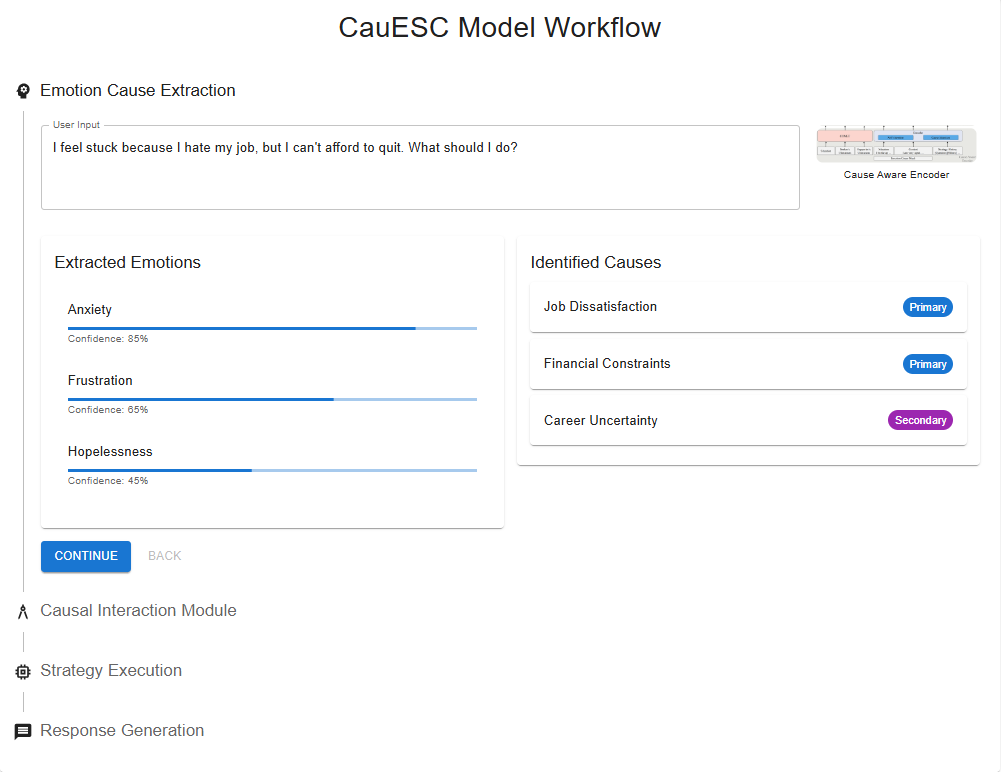 CauESC Model Workflow
Emotion Cause Extraction
User Input
I feel stuck because I hate my job, but I can't afford to quit. What should I do?
Cause Aware Encoder
Extracted Emotions
Anxiety
Confidence: 85%
Frustration
Confidence: 65%
Hopelessness
Confidence: 45%
Identified Causes
Job Dissatisfaction
Primary
Financial Constraints
Primary
Career Uncertainty
Secondary
CONTINUE
BACK
Causal Interaction Module
Strategy Execution
Response Generation